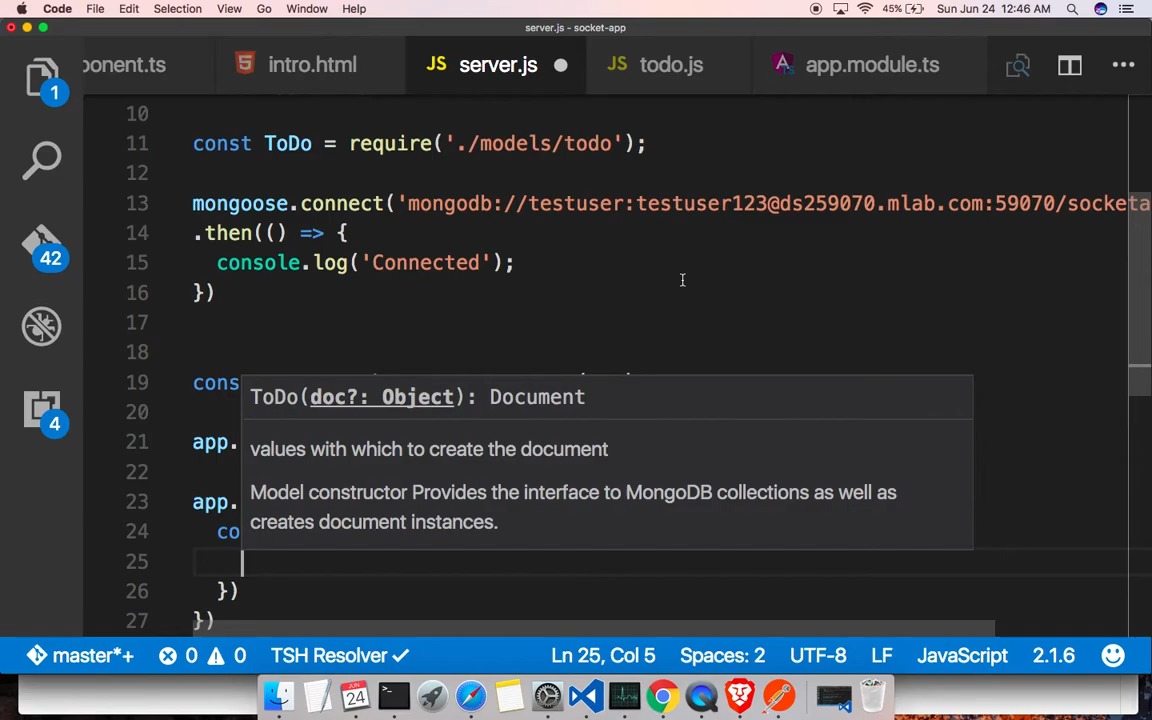 Code File Edit Selection View Go Window Help 45% Sun Jun 24 12:46 AM
server.js - socket-app
ponent.ts intro.html JS server.js JS todo.js app.module.ts
1
42
4
10
11 const ToDo = require('./models/todo');
12
13 mongoose.connect('mongodb://testuser:testuser123@ds259070.mlab.com:59070/socketa
14 .then(() => {
15 console.log('Connected');
16 })
17
18
19 cons
ToDo(doc?: Object): Document
20
21 app.
values with which to create the document
22
Model constructor Provides the interface to MongoDB collections as well as
23 app.
creates document instances.
24 co
25
26 })
27 })
master*+ 0 0 TSH Resolver Ln 25, Col 5 Spaces: 2 UTF-8 LF JavaScript 2.1.6
JUN
24